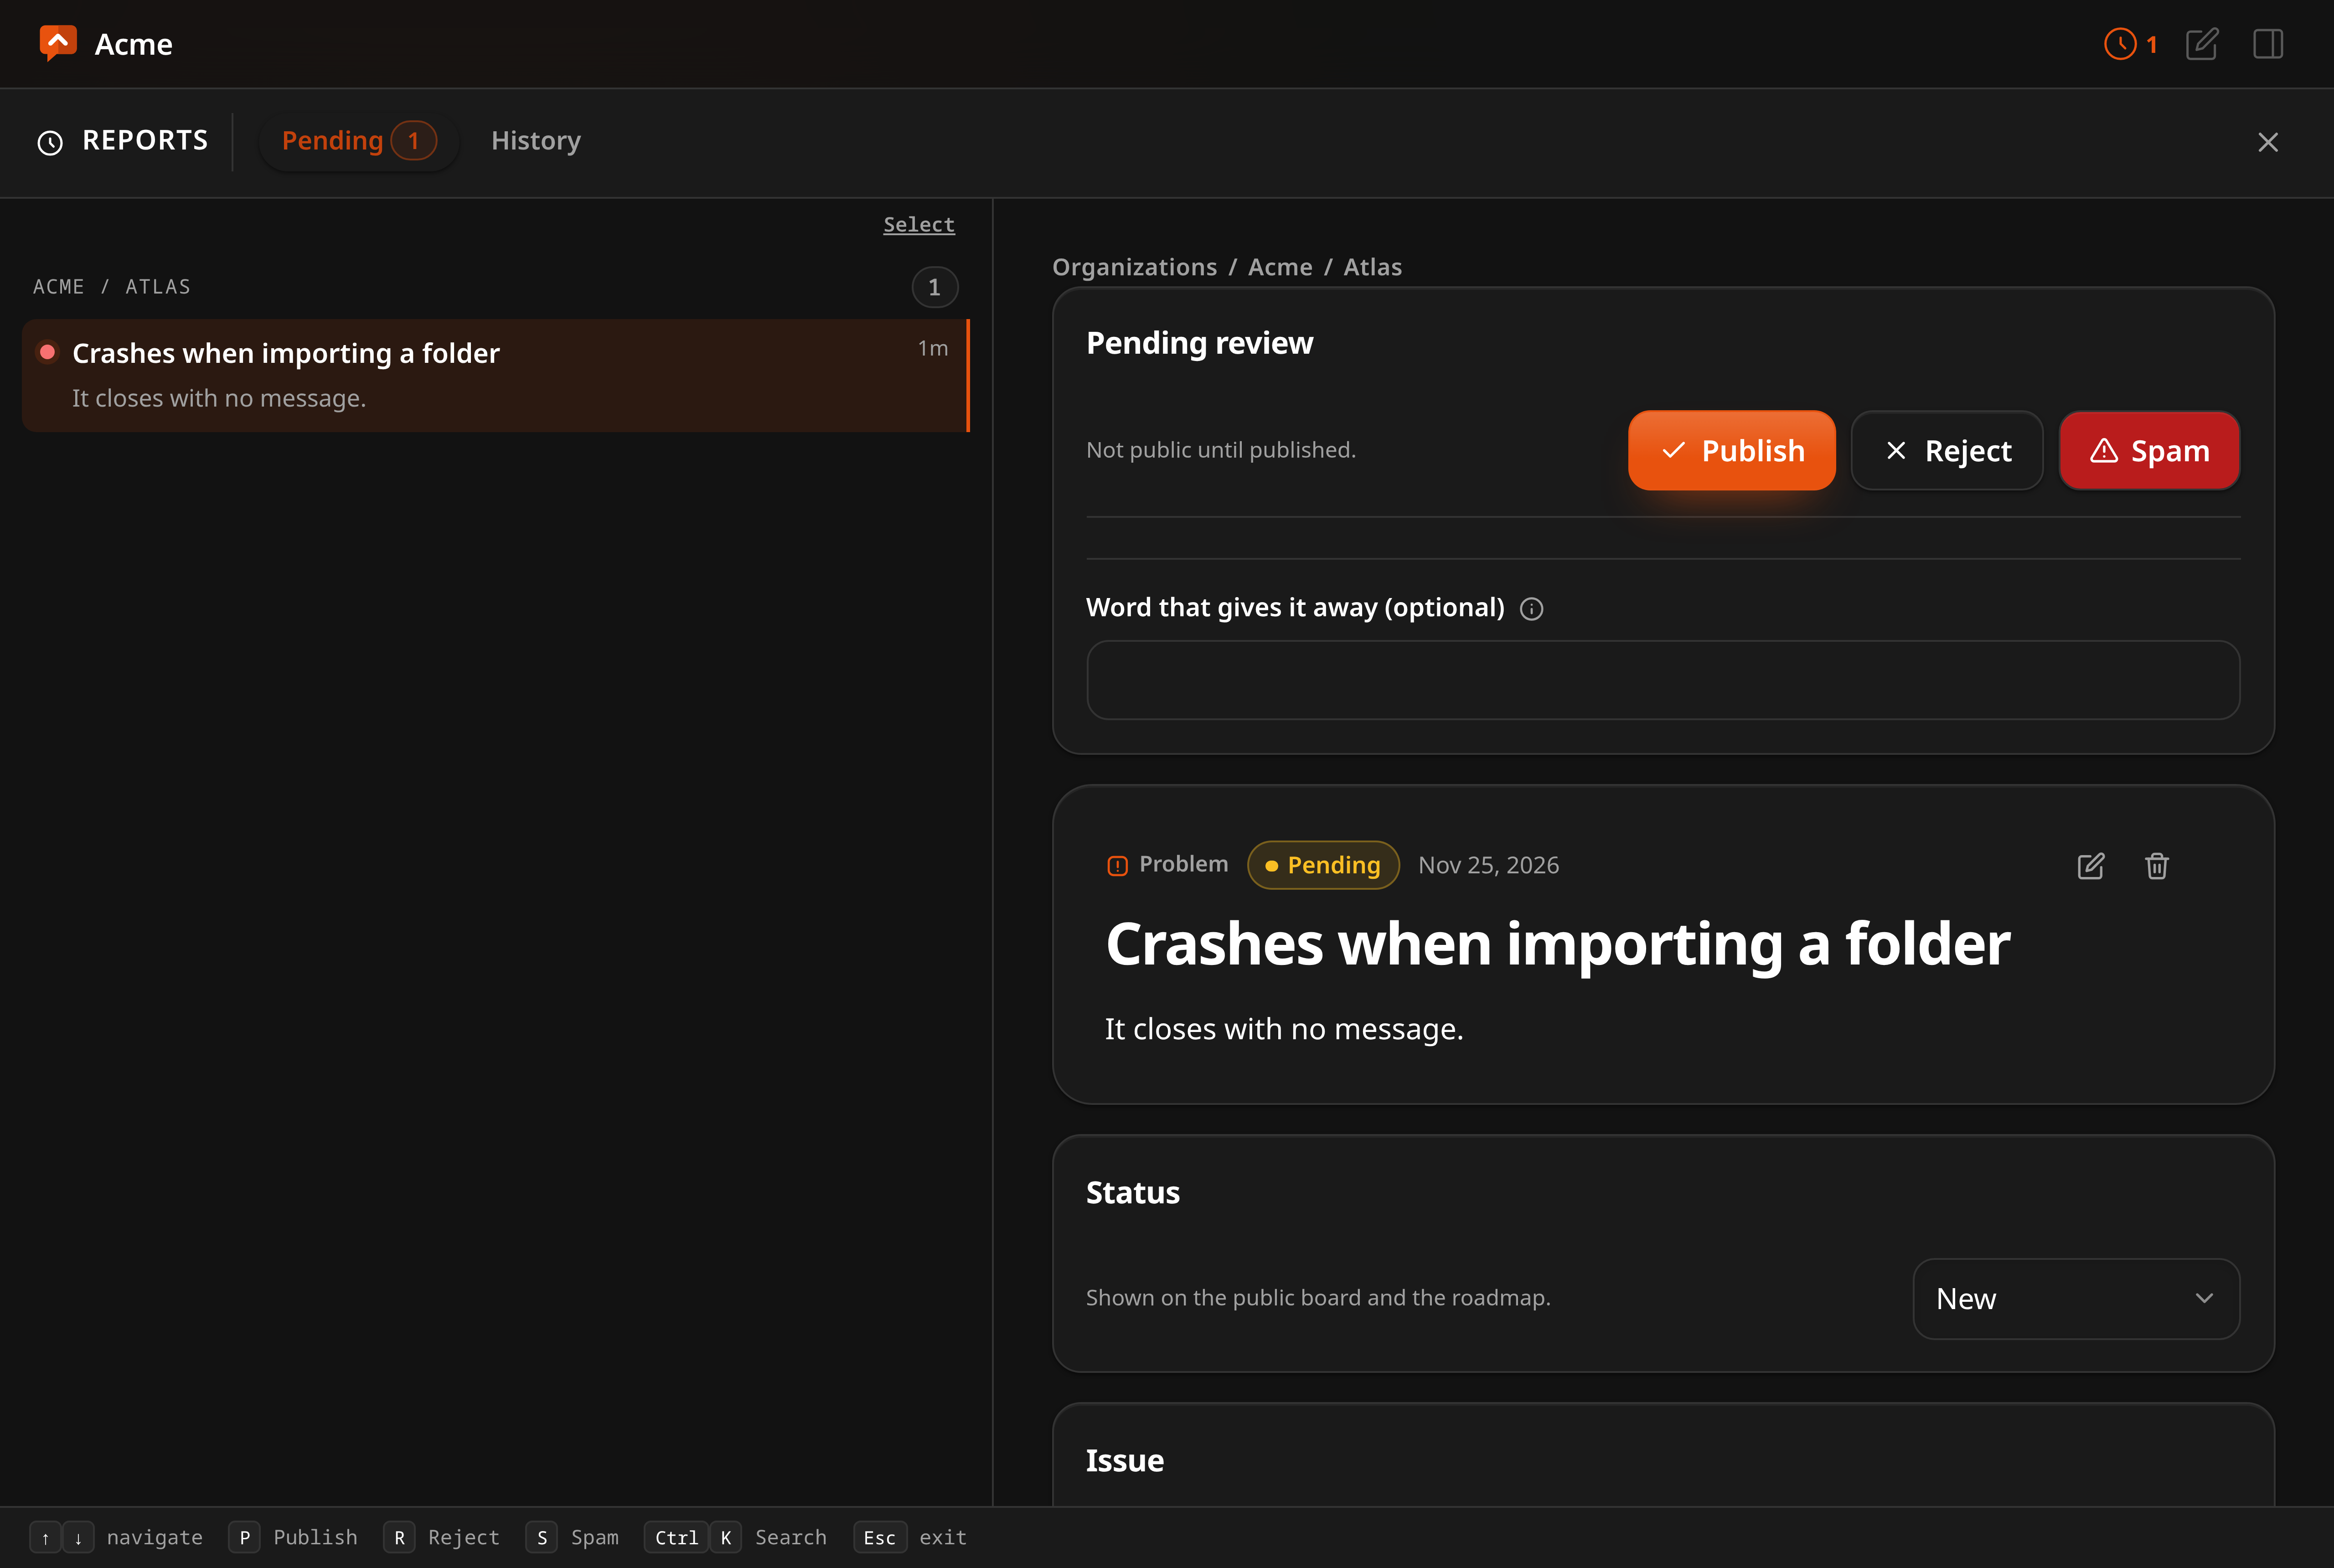 Acme
1
REPORTS
Pending 1
History
Select
ACME / ATLAS
1
Crashes when importing a folder
1m
It closes with no message.
Organizations / Acme / Atlas
Pending review
Not public until published.
Publish
Reject
Spam
Word that gives it away (optional)
Problem
Pending
Nov 25, 2026
Crashes when importing a folder
It closes with no message.
Status
Shown on the public board and the roadmap.
New
Issue
↑ ↓ navigate P Publish R Reject S Spam Ctrl K Search Esc exit